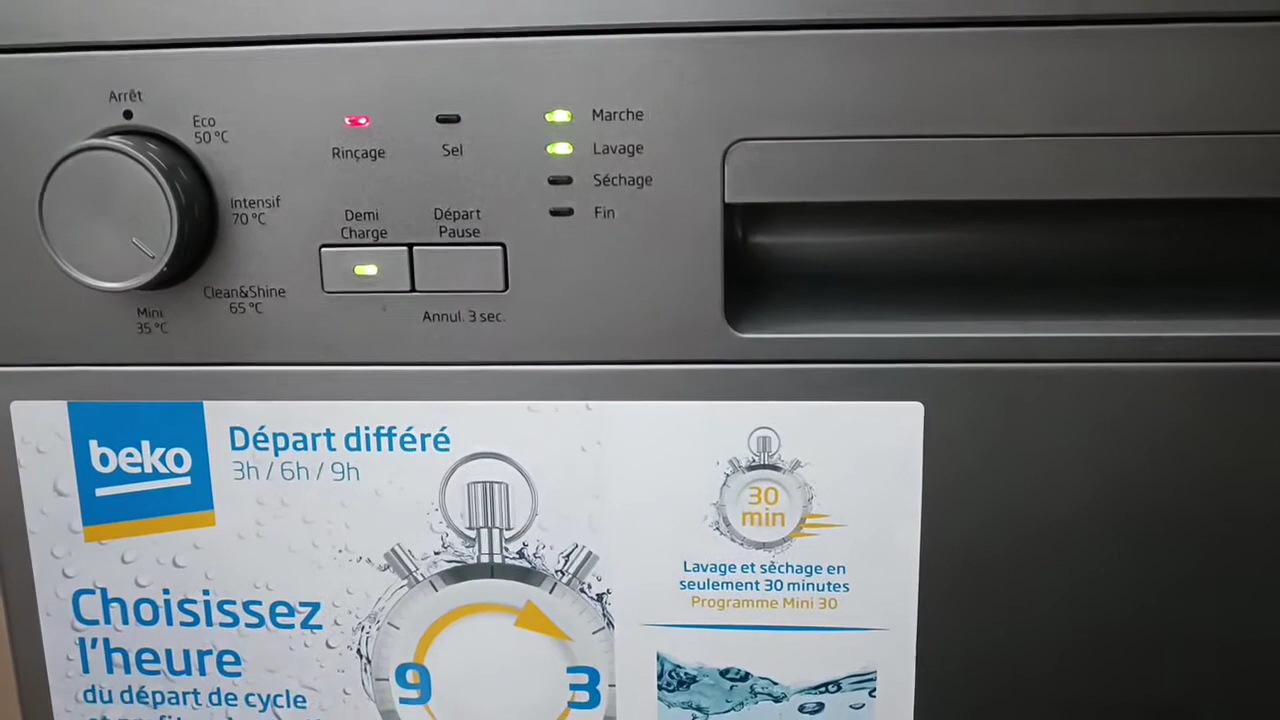 Arrêt
Eco
50 °C
Intensif
70 °C
Clean&Shine
65 °C
Mini
35 °C
Rinçage
Sel
Demi
Charge
Départ
Pause
Annul. 3 sec.
Marche
Lavage
Séchage
Fin
beko
Départ différé
3h / 6h / 9h
Choisissez
l'heure
du départ de cycle
9
3
30
min
Lavage et séchage en
seulement 30 minutes
Programme Mini 30